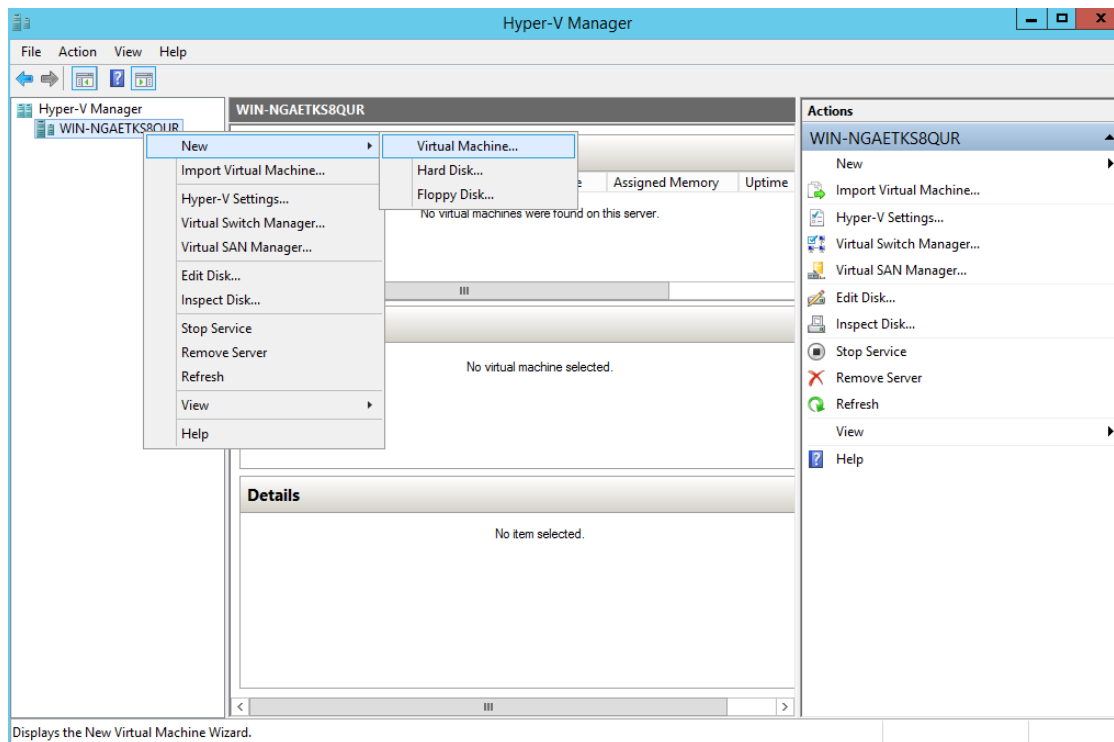 Hyper-V Manager
File Action View Help
Hyper-V Manager
WIN-NGAETKS8QUR
New
Import Virtual Machine...
Hyper-V Settings...
Virtual Switch Manager...
Virtual SAN Manager...
Edit Disk...
Inspect Disk...
Stop Service
Remove Server
Refresh
View
Help
Virtual Machine...
Hard Disk...
Floppy Disk...
WIN-NGAETKS8QUR
Assigned Memory Uptime
No virtual machines were found on this server.
No virtual machine selected.
Details
No item selected.
Actions
WIN-NGAETKS8QUR
New
Import Virtual Machine...
Hyper-V Settings...
Virtual Switch Manager...
Virtual SAN Manager...
Edit Disk...
Inspect Disk...
Stop Service
Remove Server
Refresh
View
Help
Displays the New Virtual Machine Wizard.